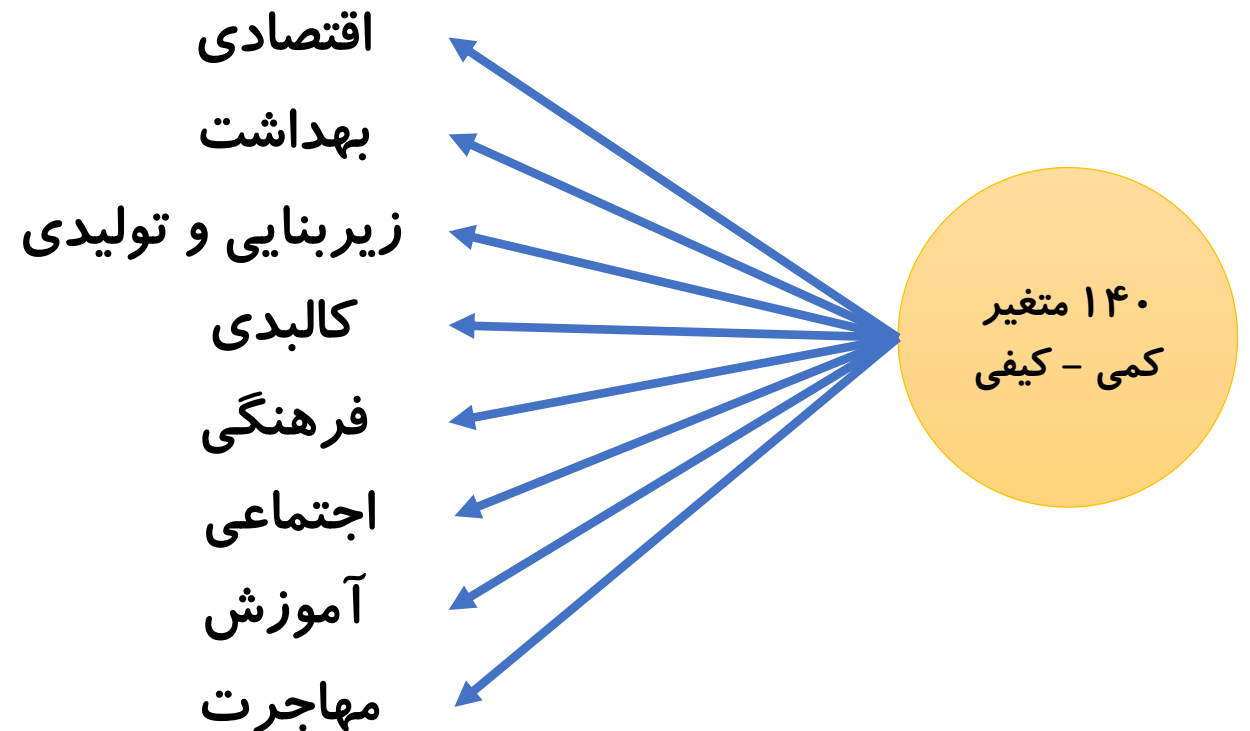 ۱۴۰ متغیر
کمی – کیفی
اقتصادی
بهداشت
زیربنایی و تولیدی
کالبدی
فرهنگی
اجتماعی
آموزش
مهاجرت